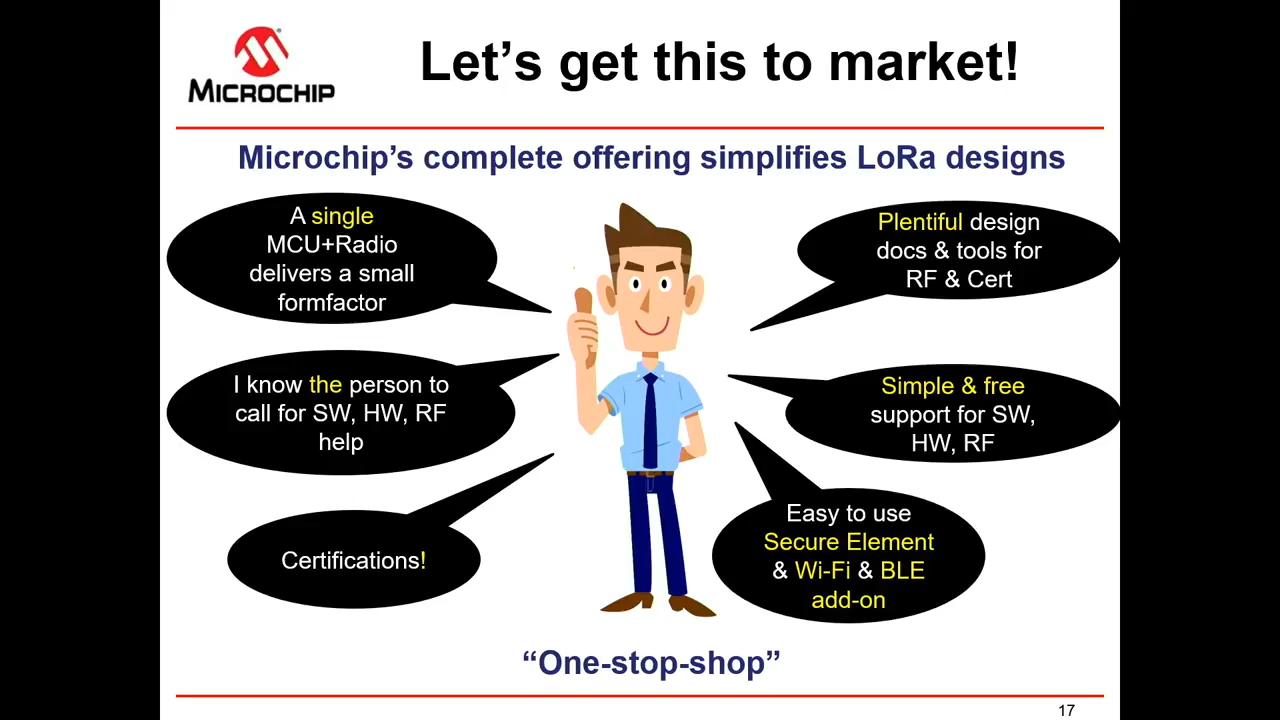 MICROCHIP
Let's get this to market!
Microchip's complete offering simplifies LoRa designs
A single
MCU+Radio
delivers a small
formfactor
Plentiful design
docs & tools for
RF & Cert
I know the person to
call for SW, HW, RF
help
Simple & free
support for SW,
HW, RF
Certifications!
Easy to use
Secure Element
& Wi-Fi & BLE
add-on
“One-stop-shop”
17